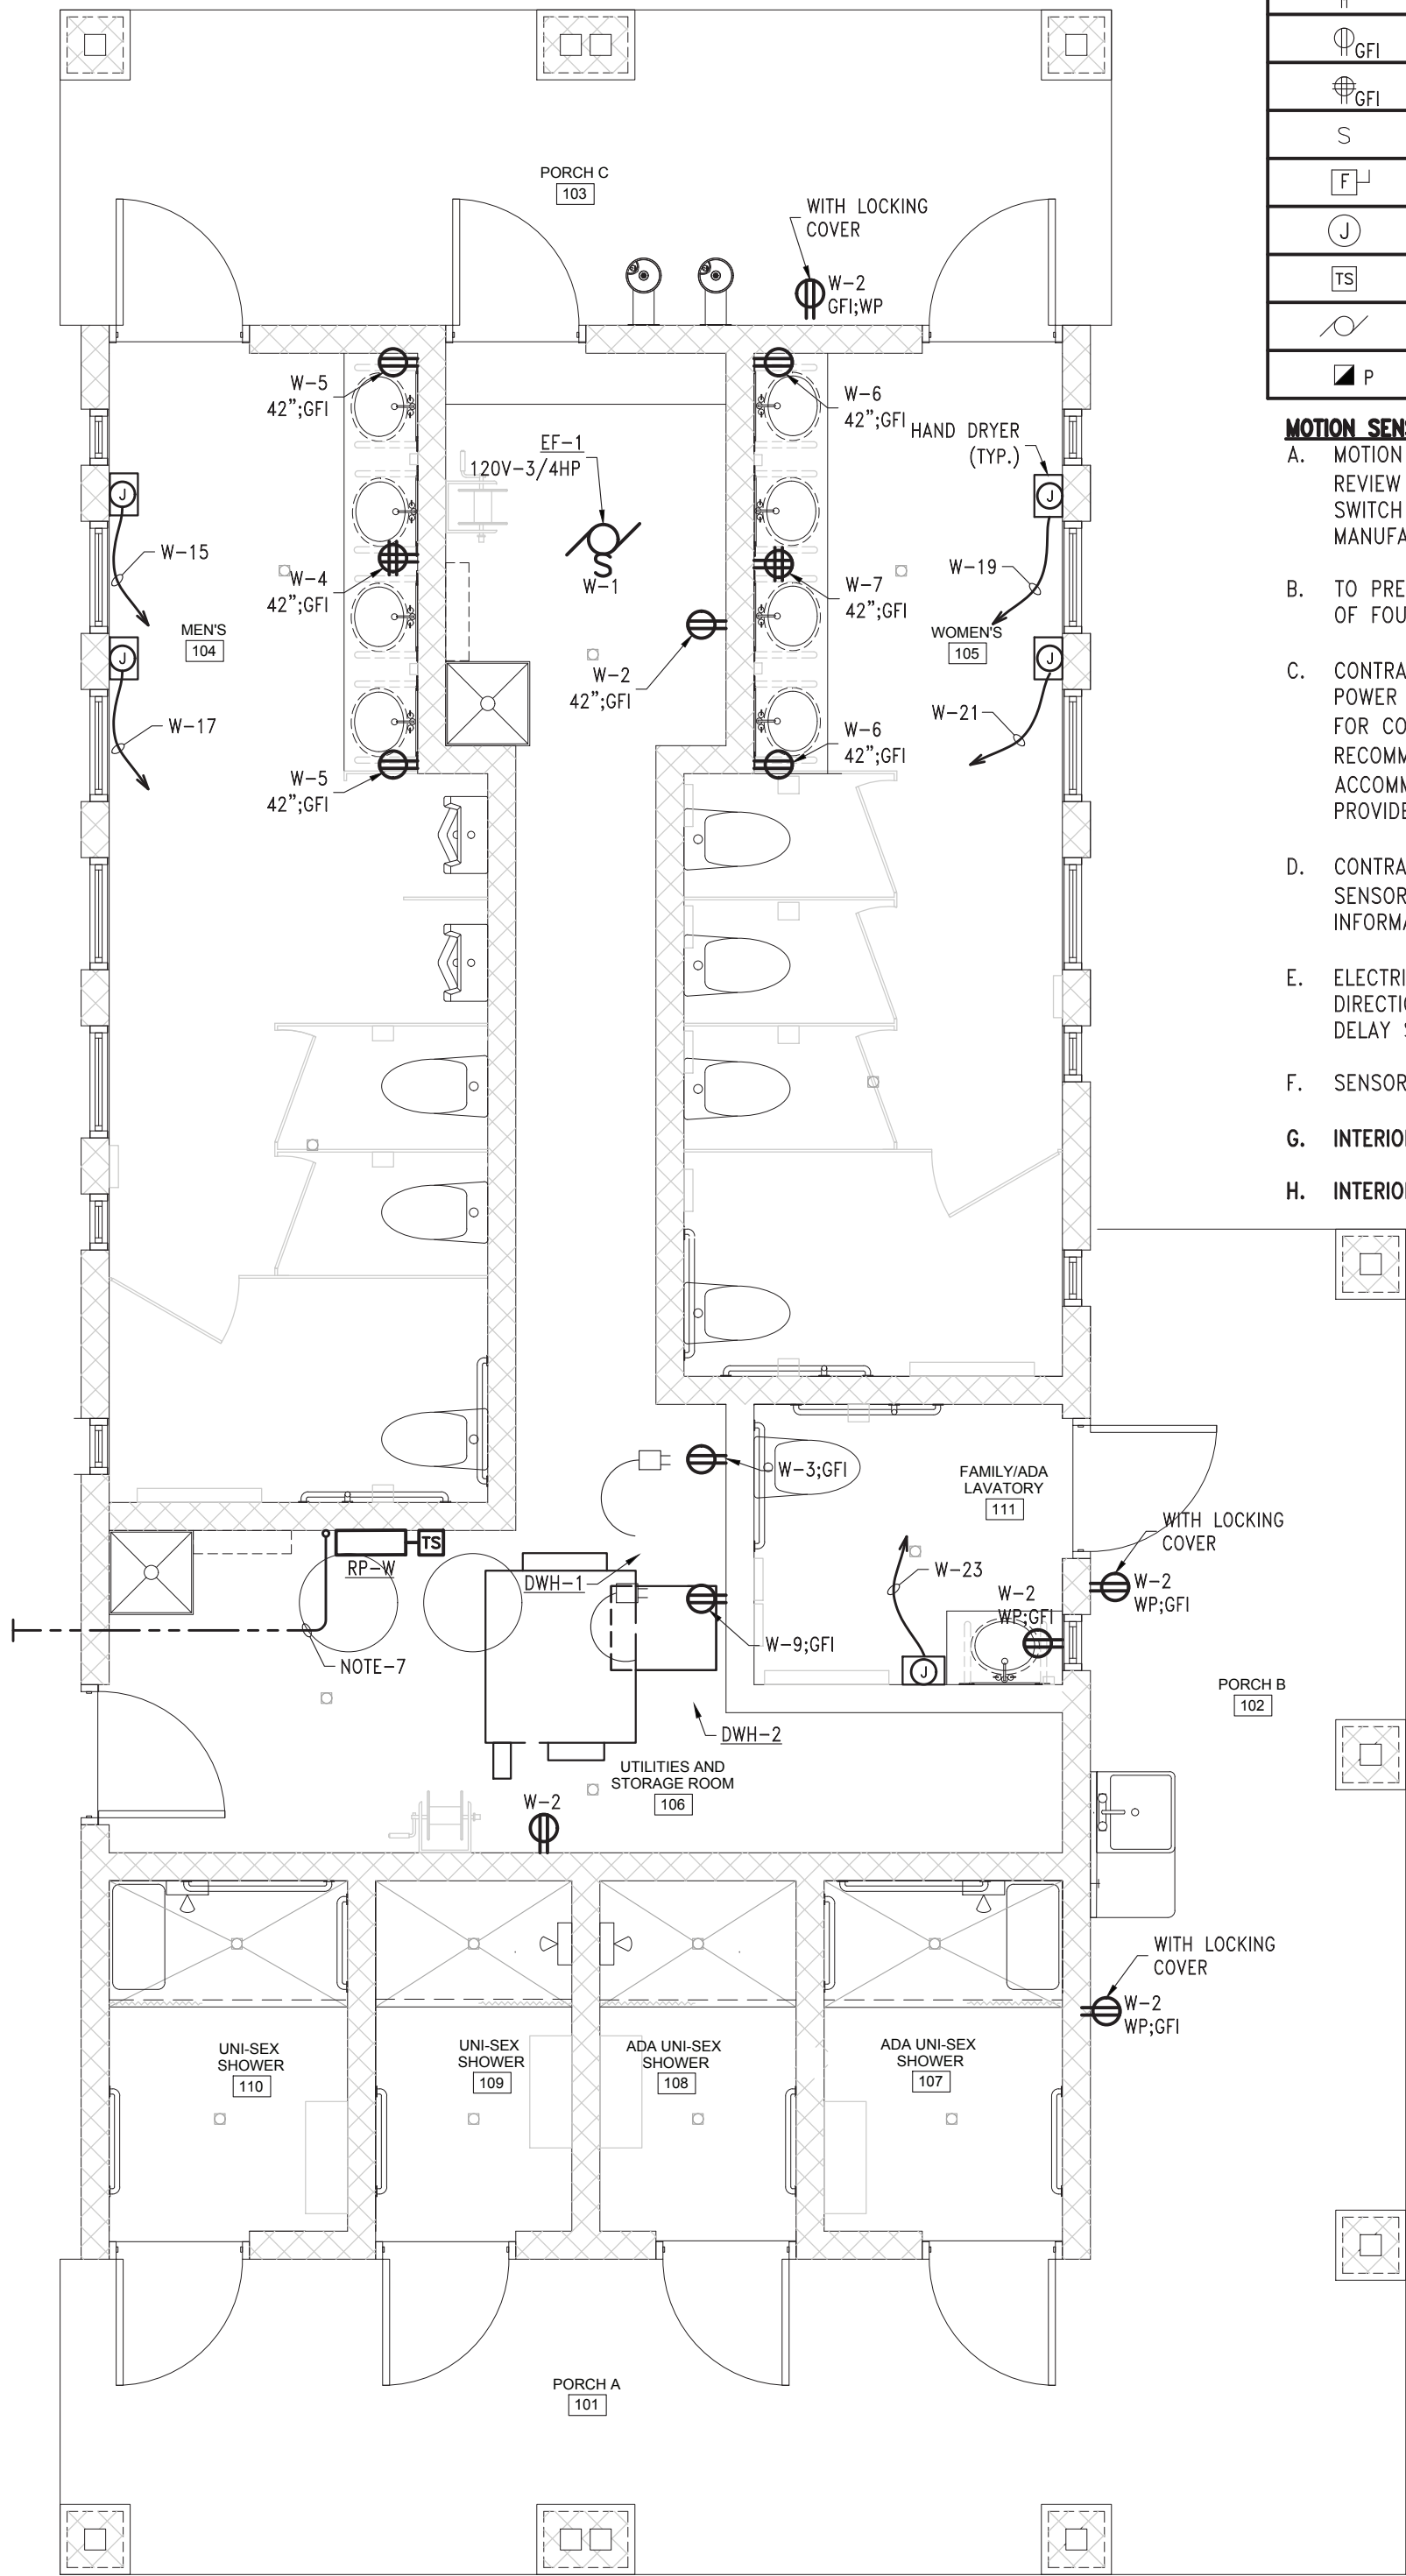 GFI
GFI
S
F
J
TS
P
PORCH C
103
WITH LOCKING
COVER
W-2
GFI;WP
W-5
42";GFI
W-6
42";GFI
HAND DRYER
(TYP.)
EF-1
120V-3/4HP
S
W-1
J
J
W-15
W-4
42";GFI
W-7
42";GFI
W-19
MEN'S
104
WOMEN'S
105
J
J
W-2
42";GFI
W-17
W-21
W-5
42";GFI
W-6
42";GFI
MOTION SENS
A. MOTION
REVIEW
SWITCH
MANUFA
B. TO PRE
OF FOU
C. CONTRA
POWER
FOR CO
RECOMM
ACCOMM
PROVIDE
D. CONTRA
SENSOR
INFORMA
E. ELECTRI
DIRECTIO
DELAY S
F. SENSOR
G. INTERIO
H. INTERIO
W-3;GFI
FAMILY/ADA
LAVATORY
111
WITH LOCKING
COVER
W-2
WP;GFI
TS
RP-W
DWH-1
W-23
W-2
WP;GFI
W-9;GFI
J
NOTE-7
DWH-2
PORCH B
102
UTILITIES AND
STORAGE ROOM
106
W-2
WITH LOCKING
COVER
W-2
WP;GFI
UNI-SEX
SHOWER
110
UNI-SEX
SHOWER
109
ADA UNI-SEX
SHOWER
108
ADA UNI-SEX
SHOWER
107
PORCH A
101